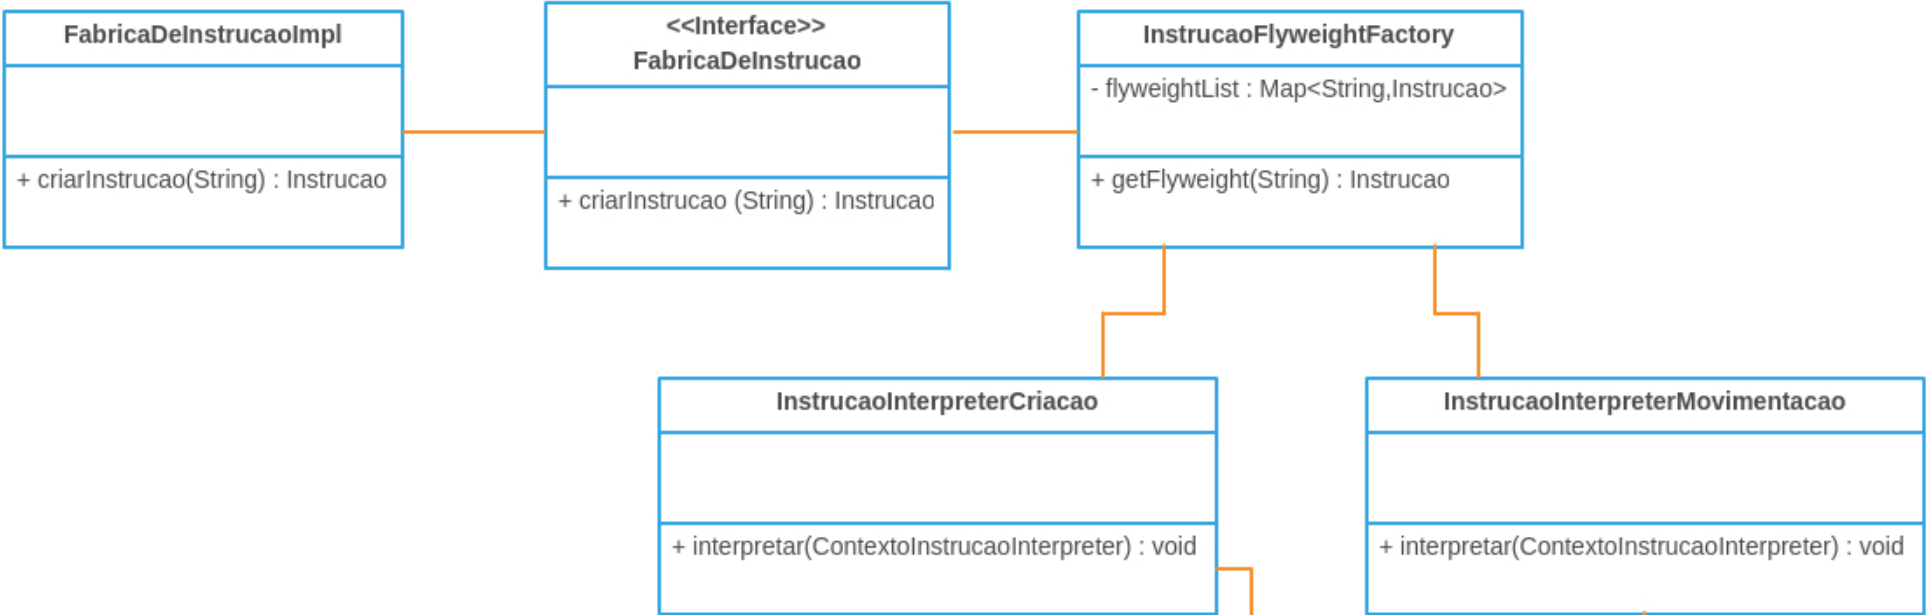 FabricaDeInstrucaoImpl
+ criarInstrucao(String) : Instrucao
<<Interface>>
FabricaDeInstrucao
+ criarInstrucao (String) : Instrucao
InstrucaoFlyweightFactory
- flyweightList : Map<String,Instrucao>
+ getFlyweight(String) : Instrucao
InstrucaoInterpreterCriacao
+ interpretar(ContextoInstrucaoInterpreter) : void
InstrucaoInterpreterMovimentacao
+ interpretar(ContextoInstrucaoInterpreter) : void